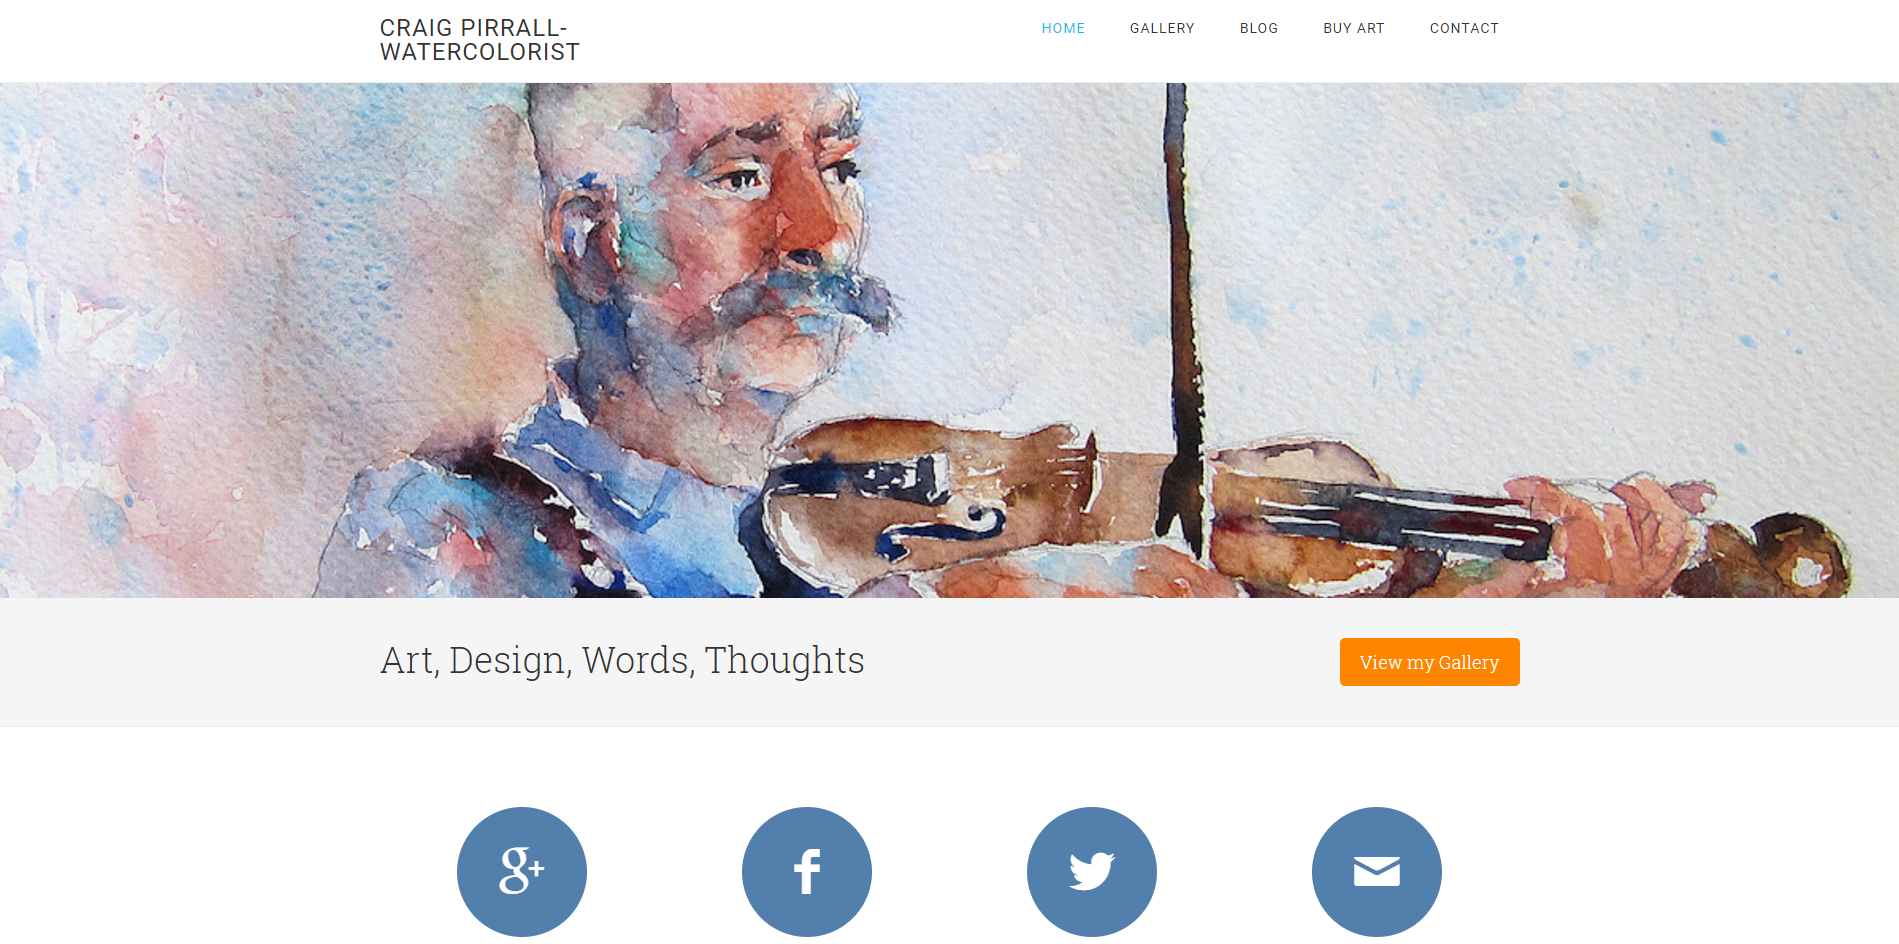 CRAIG PIRRALL-
WATERCOLORIST
HOME GALLERY BLOG BUY ART CONTACT
Art, Design, Words, Thoughts
View my Gallery
g+
f